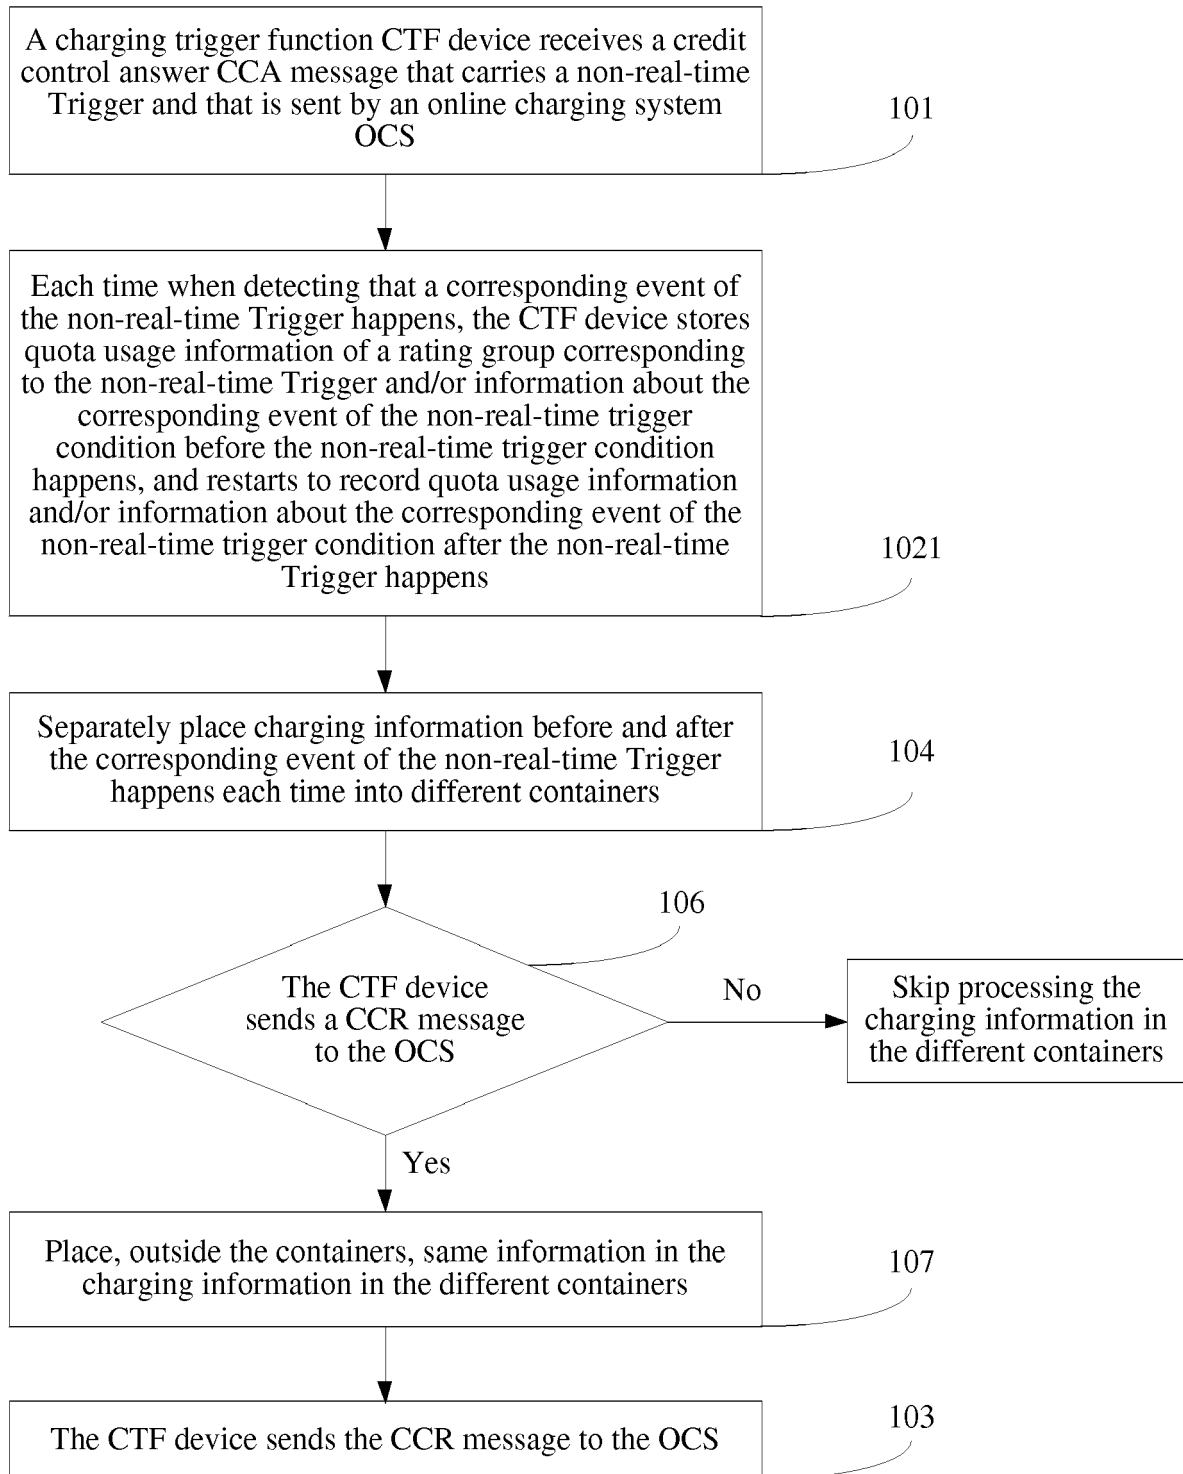 A charging trigger function CTF device receives a credit
control answer CCA message that carries a non-real-time
Trigger and that is sent by an online charging system
OCS
101
Each time when detecting that a corresponding event of
the non-real-time Trigger happens, the CTF device stores
quota usage information of a rating group corresponding
to the non-real-time Trigger and/or information about the
corresponding event of the non-real-time trigger
condition before the non-real-time trigger condition
happens, and restarts to record quota usage information
and/or information about the corresponding event of the
non-real-time trigger condition after the non-real-time
Trigger happens
1021
Separately place charging information before and after
the corresponding event of the non-real-time Trigger
happens each time into different containers
104
106
The CTF device
sends a CCR message
to the OCS
No
Skip processing the
charging information in
the different containers
Yes
Place, outside the containers, same information in the
charging information in the different containers
107
The CTF device sends the CCR message to the OCS
103